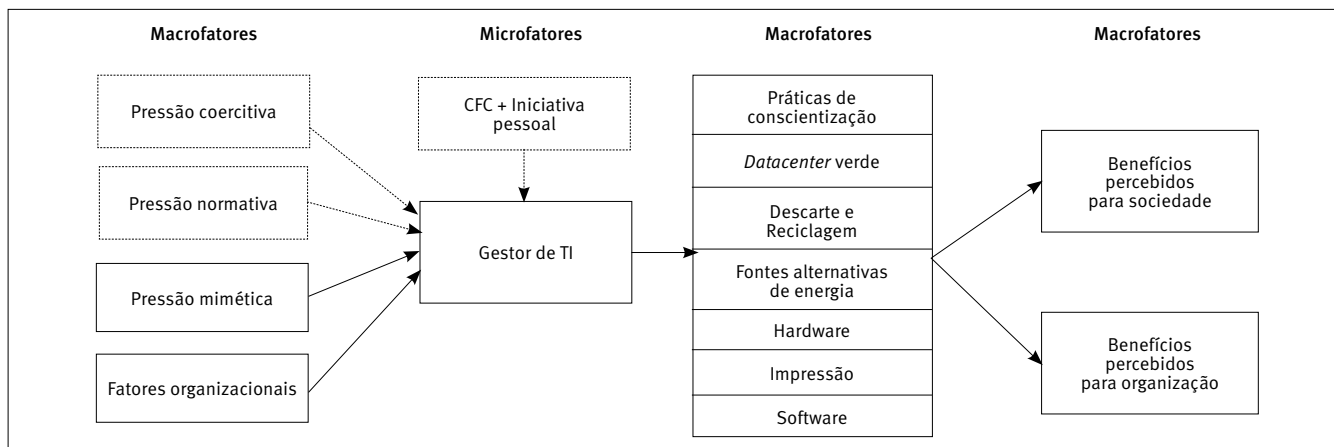 Macrofatores
Microfatores
Macrofatores
Macrofatores
Pressão coercitiva
Pressão normativa
Pressão mimética
Fatores organizacionais
CFC + Iniciativa
pessoal
Gestor de TI
Práticas de
conscientização
Datacenter verde
Descarte e
Reciclagem
Fontes alternativas
de energia
Hardware
Impressão
Software
Benefícios
percebidos
para sociedade
Benefícios
percebidos
para organização